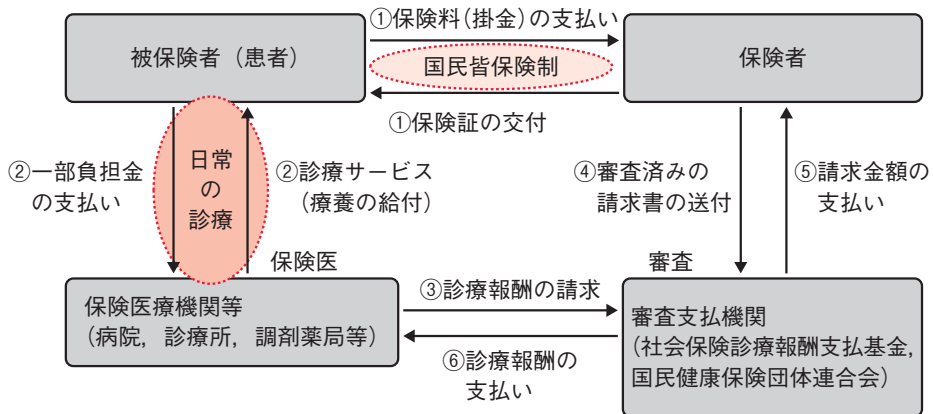 ①保険料(掛金)の支払い
被保険者（患者）
国民皆保険制
保険者
①保険証の交付
②一部負担金
の支払い
日常
の
診療
②診療サービス
（療養の給付）
④審査済みの
請求書の送付
⑤請求金額の
支払い
保険医
審査
保険医療機関等
（病院，診療所，調剤薬局等）
③診療報酬の請求
⑥診療報酬の
支払い
審査支払機関
（社会保険診療報酬支払基金，
国民健康保険団体連合会）